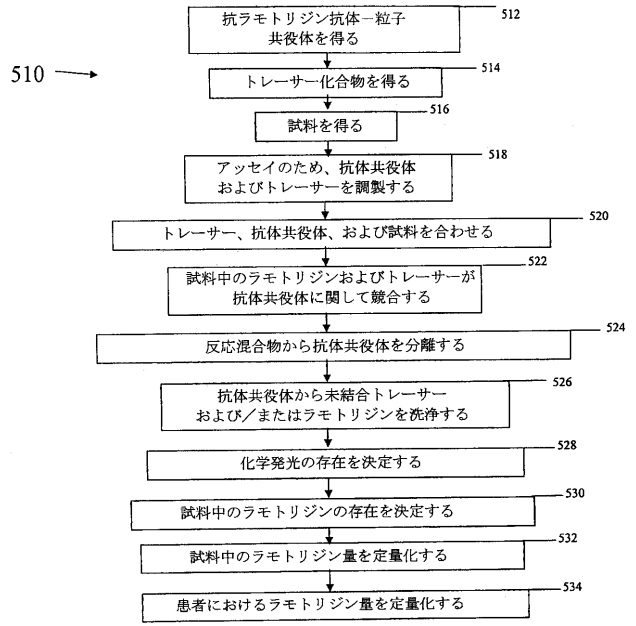 512
抗ラモトリジン抗体－粒子
共役体を得る
510
514
トレーサー化合物を得る
516
試料を得る
518
アッセイのため、抗体共役体
およびトレーサーを調製する
520
トレーサー、抗体共役体、および試料を合わせる
522
試料中のラモトリジンおよびトレーサーが
抗体共役体に関して競合する
524
反応混合物から抗体共役体を分離する
526
抗体共役体から未結合トレーサー
および／またはラモトリジンを洗浄する
528
化学発光の存在を決定する
530
試料中のラモトリジンの存在を決定する
532
試料中のラモトリジン量を定量化する
534
患者におけるラモトリジン量を定量化する